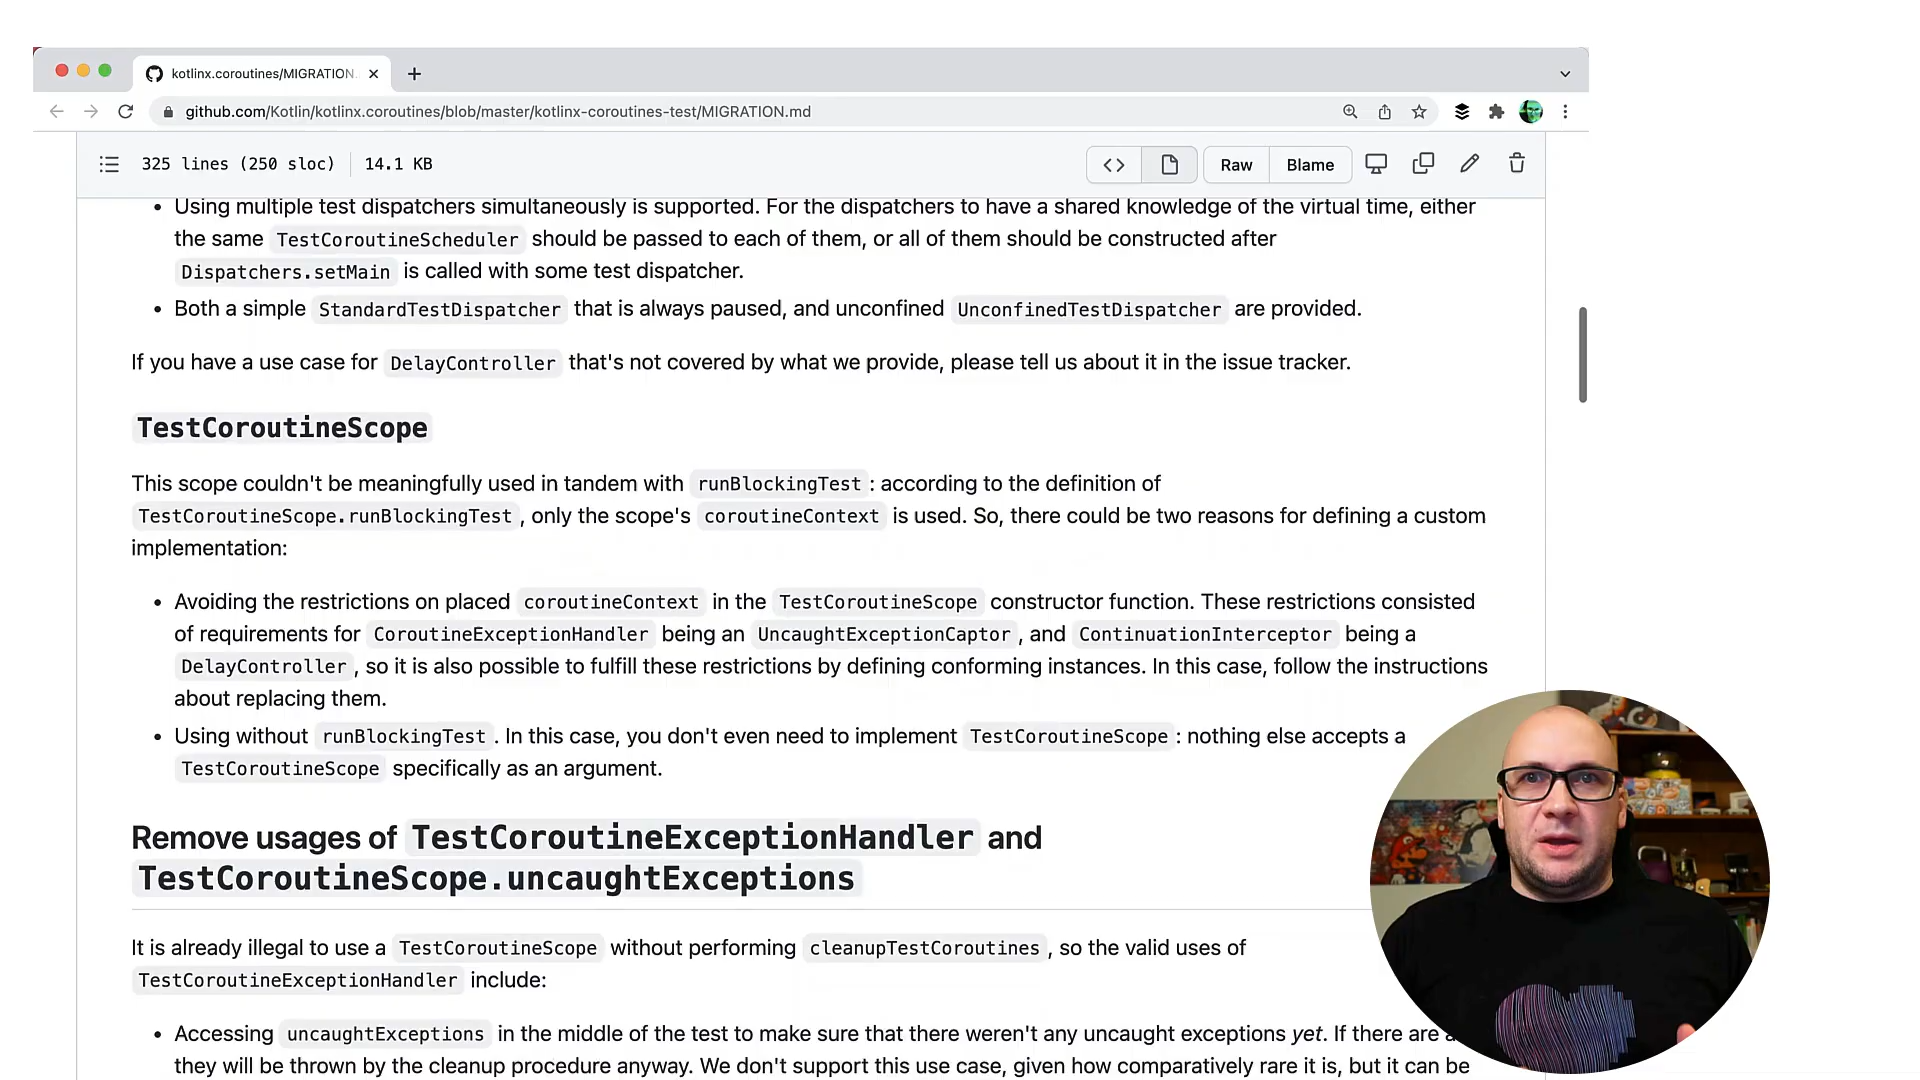 kotlinx.coroutines/MIGRATION.
github.com/Kotlin/kotlinx.coroutines/blob/master/kotlinx-coroutines-test/MIGRATION.md
325 lines (250 sloc) 14.1 KB Raw Blame
• Using multiple test dispatchers simultaneously is supported. For the dispatchers to have a shared knowledge of the virtual time, either
the same TestCoroutineScheduler should be passed to each of them, or all of them should be constructed after
Dispatchers.setMain is called with some test dispatcher.
• Both a simple StandardTestDispatcher that is always paused, and unconfined UnconfinedTestDispatcher are provided.
If you have a use case for DelayController that's not covered by what we provide, please tell us about it in the issue tracker.
TestCoroutineScope
This scope couldn't be meaningfully used in tandem with runBlockingTest: according to the definition of
TestCoroutineScope.runBlockingTest, only the scope's coroutineContext is used. So, there could be two reasons for defining a custom
implementation:
• Avoiding the restrictions on placed coroutineContext in the TestCoroutineScope constructor function. These restrictions consisted
of requirements for CoroutineExceptionHandler being an UncaughtExceptionCaptor, and ContinuationInterceptor being a
DelayController, so it is also possible to fulfill these restrictions by defining conforming instances. In this case, follow the instructions
about replacing them.
• Using without runBlockingTest. In this case, you don't even need to implement TestCoroutineScope: nothing else accepts a
TestCoroutineScope specifically as an argument.
Remove usages of TestCoroutineExceptionHandler and
TestCoroutineScope.uncaughtExceptions
It is already illegal to use a TestCoroutineScope without performing cleanupTestCoroutines, so the valid uses of
TestCoroutineExceptionHandler include:
• Accessing uncaughtExceptions in the middle of the test to make sure that there weren't any uncaught exceptions yet. If there are
they will be thrown by the cleanup procedure anyway. We don't support this use case, given how comparatively rare it is, but it can be